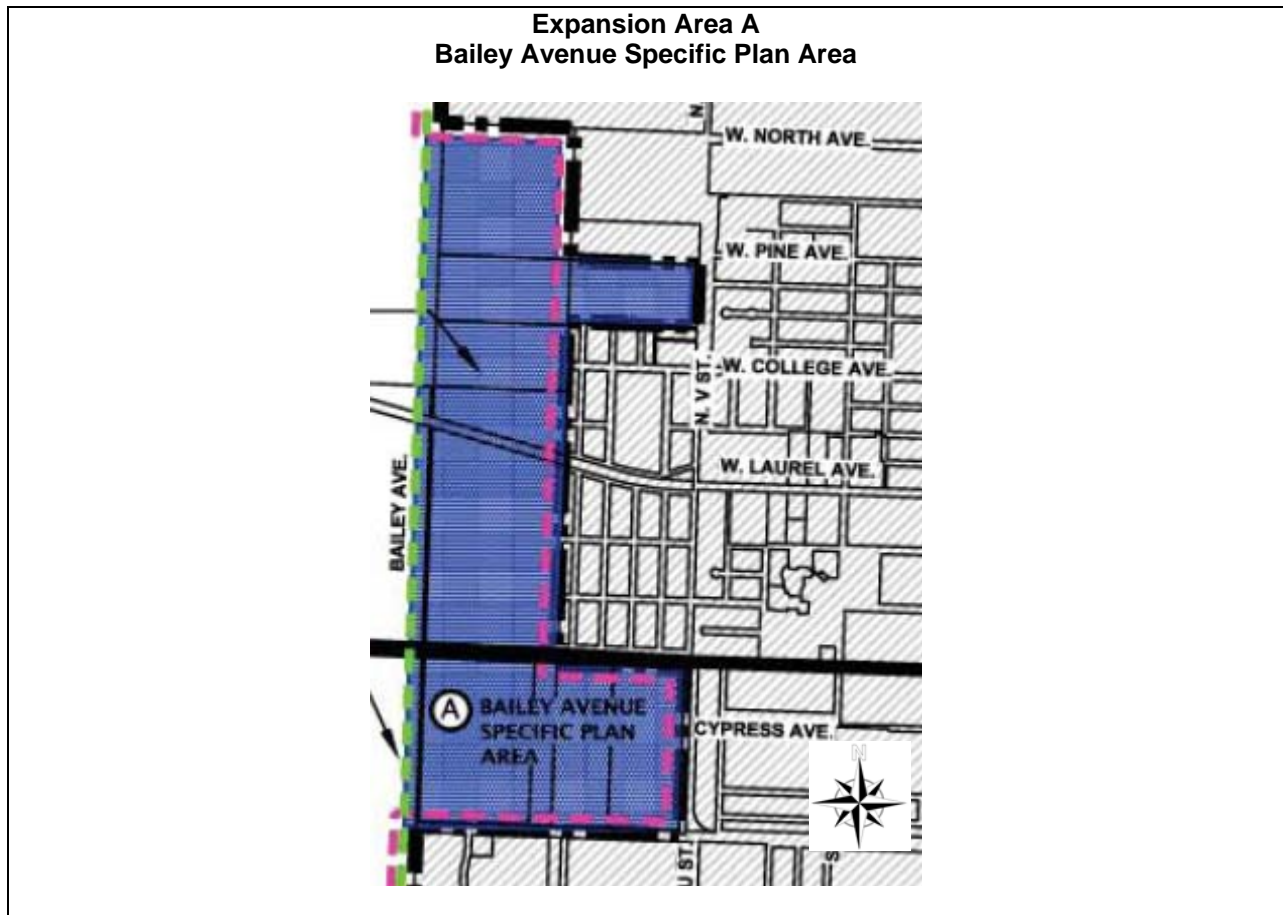 Expansion Area A
Bailey Avenue Specific Plan Area
N
W. NORTH AVE.
W. PINE AVE.
W. COLLEGE AVE.
N. V ST.
W. LAUREL AVE.
BAILEY AVE.
A
BAILEY AVENUE
SPECIFIC PLAN
AREA
CYPRESS AVE.
N
U ST.
S